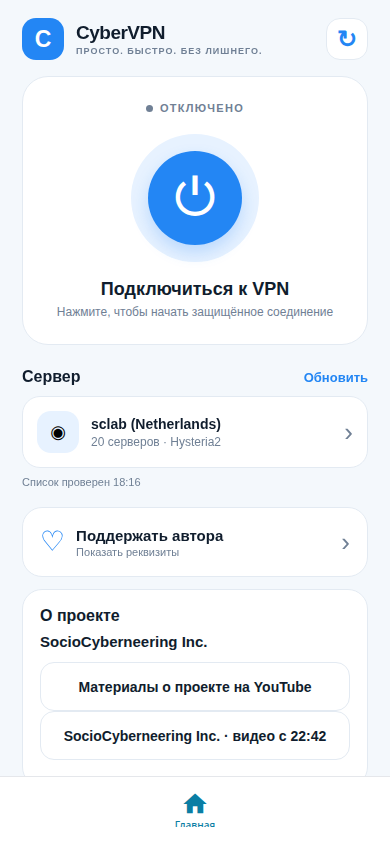 C
CyberVPN
ПРОСТО. БЫСТРО. БЕЗ ЛИШНЕГО.
ОТКЛЮЧЕНО
Подключиться к VPN
Нажмите, чтобы начать защищённое соединение
Сервер
Обновить
sclab (Netherlands)
20 серверов · Hysteria2
Список проверен 18:16
Поддержать автора
Показать реквизиты
О проекте
SocioCyberneering Inc.
Материалы о проекте на YouTube
SocioCyberneering Inc. · видео с 22:42
Главная